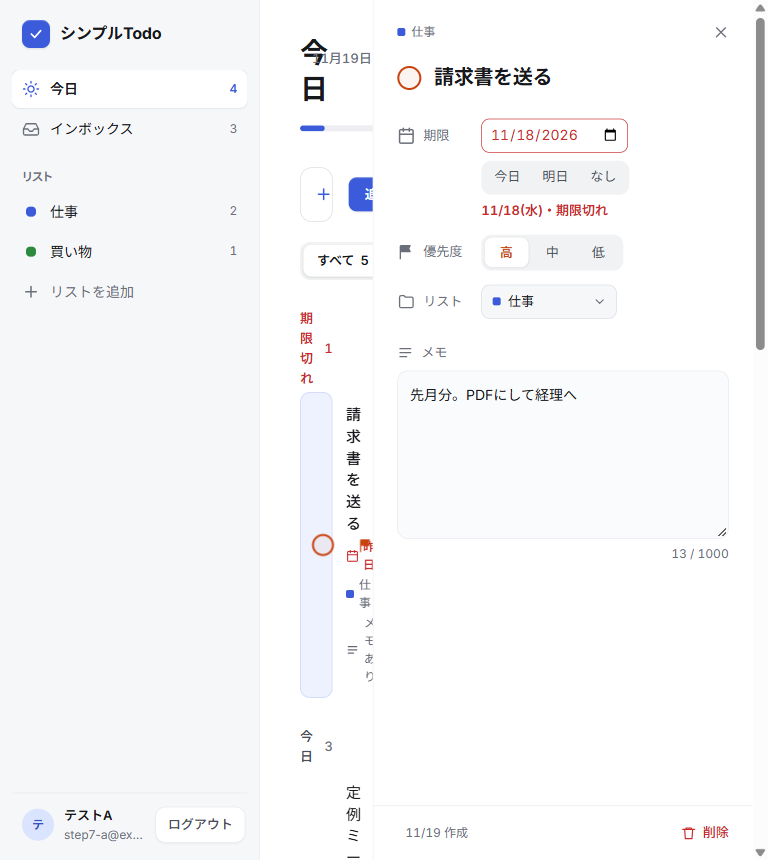 シンプルTodo
今日 4
インボックス 3
リスト
仕事 2
買い物 1
リストを追加
テストA
step7-a@ex...
ログアウト
今日
11月19日
すべて 5
期限切れ 1
請求書を送る
仕事
メモあり
今日 3
定例ミー
仕事
請求書を送る
期限 11/18/2026
今日 明日 なし
11/18(水)・期限切れ
優先度 高 中 低
リスト 仕事
メモ
先月分。PDFにして経理へ
13 / 1000
11/19 作成
削除